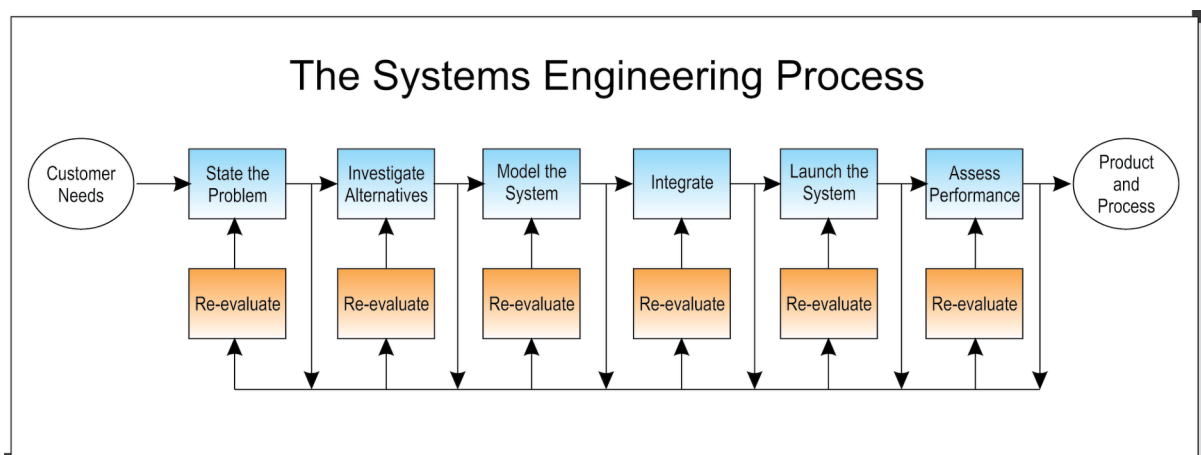 The Systems Engineering Process
Customer
Needs
State the
Problem
Investigate
Alternatives
Model the
System
Integrate
Launch the
System
Assess
Performance
Product
and
Process
Re-evaluate
Re-evaluate
Re-evaluate
Re-evaluate
Re-evaluate
Re-evaluate